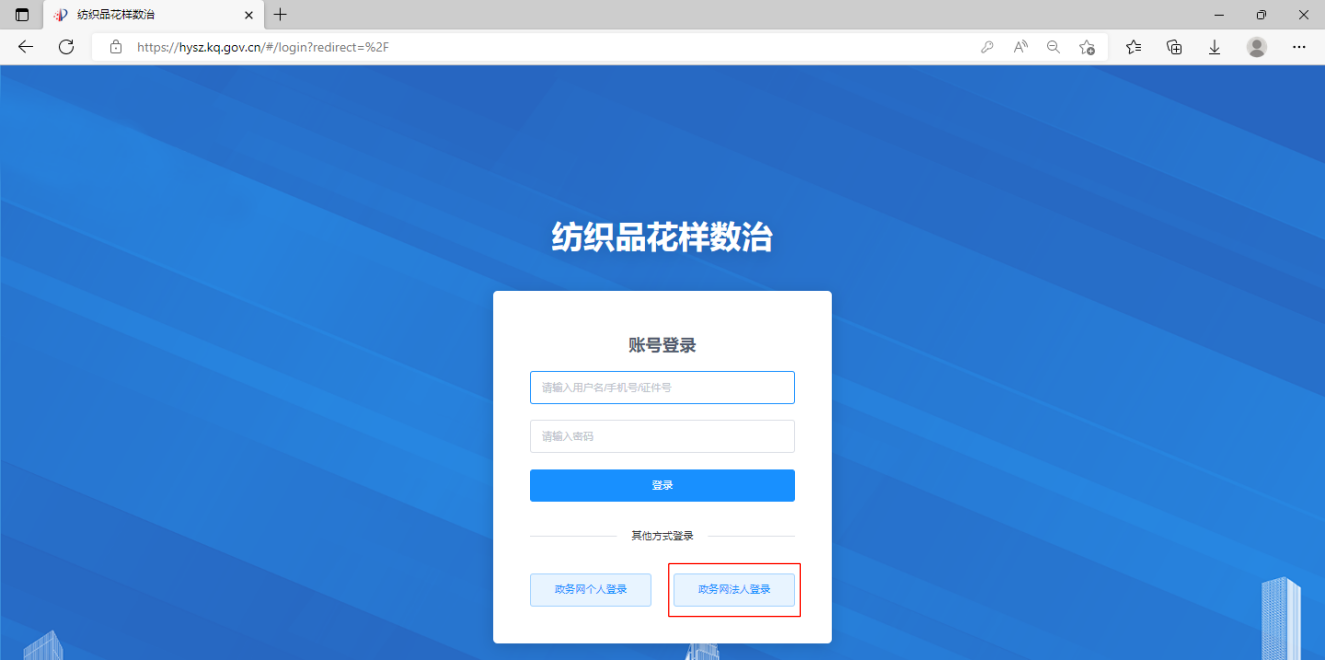 纺织品花样数治
https://hysz.kq.gov.cn/#/login?redirect=%2F
纺织品花样数治
账号登录
请输入用户名/手机号/证件号
请输入密码
登录
其他方式登录
政务网个人登录
政务网法人登录